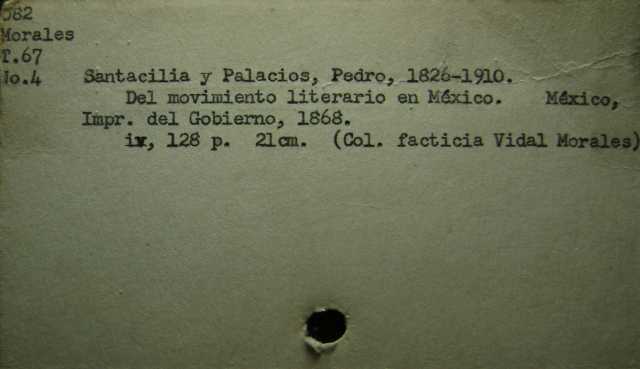 082
Morales
T.67
No.4 Santacilia y Palacios, Pedro, 1826-1910.
Del movimiento literario en México. México,
Impr. del Gobierno, 1868.
ix, 128 p. 21cm. (Col. facticia Vidal Morales)